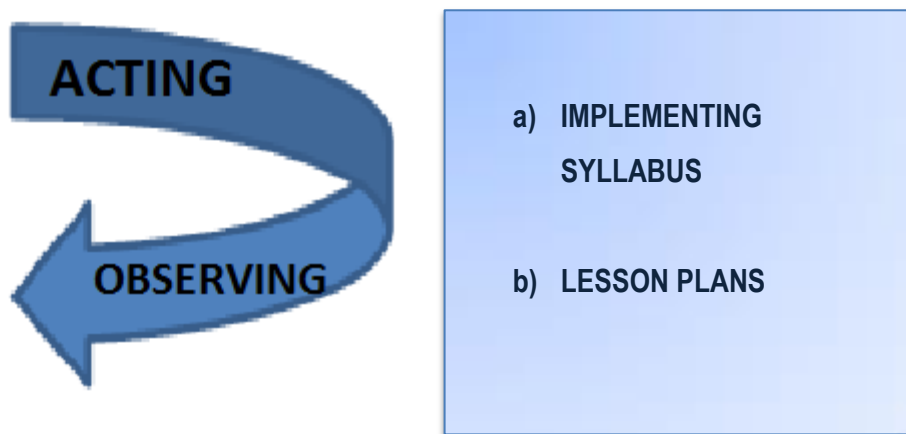 ACTING
OBSERVING
a) IMPLEMENTING
SYLLABUS
b) LESSON PLANS